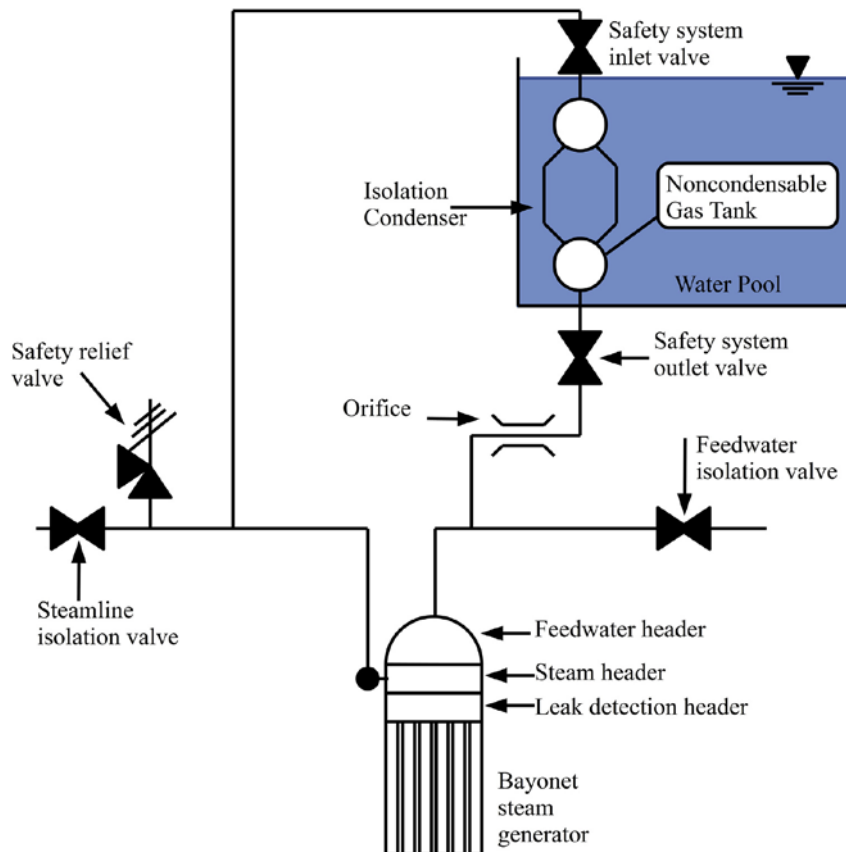 Safety system
inlet valve
Isolation
Condenser
Noncondensable
Gas Tank
Water Pool
Safety relief
valve
Safety system
outlet valve
Orifice
Feedwater
isolation valve
Steamline
isolation valve
Feedwater header
Steam header
Leak detection header
Bayonet
steam
generator